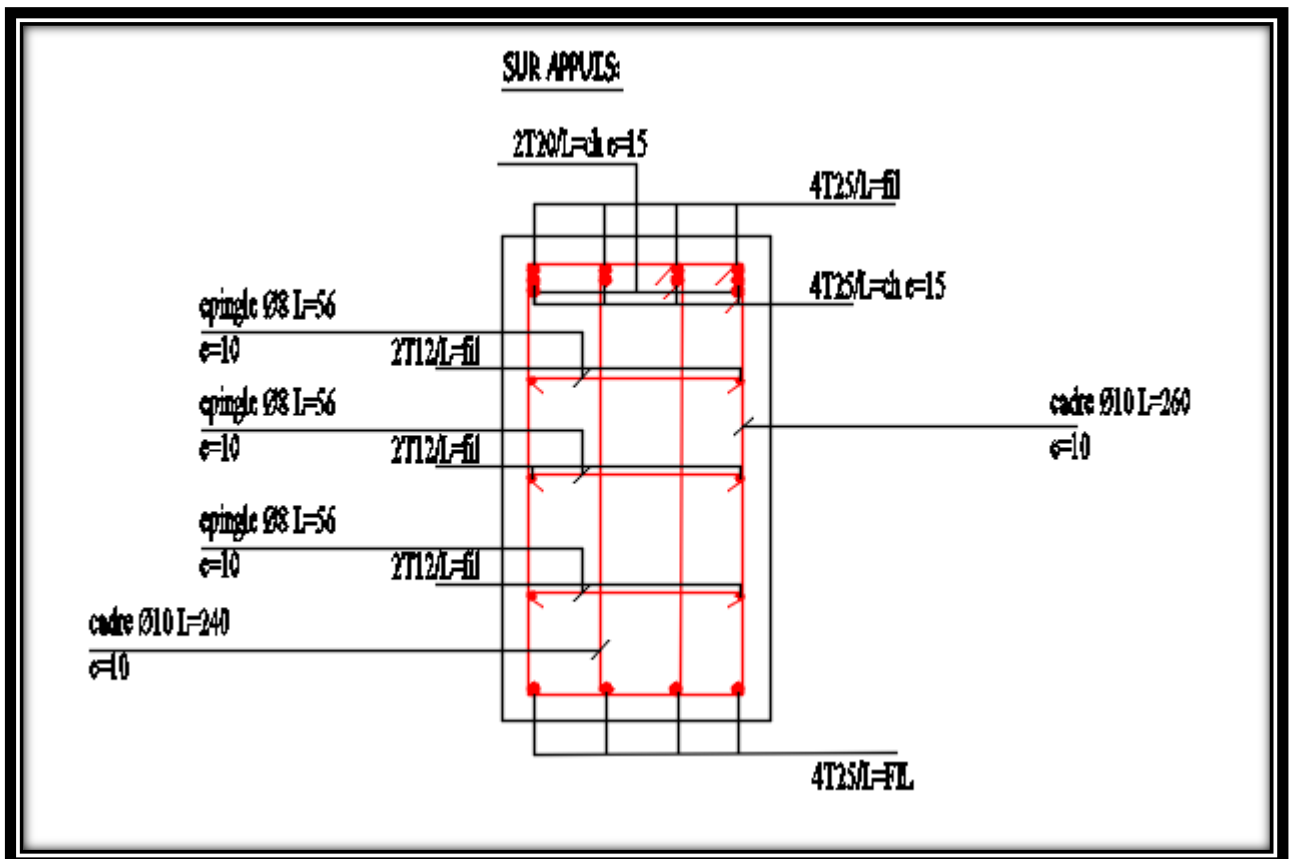 SUR APPUIS:
2T20/L=ch e=15
4T25/L=fil
4T25/L=ch e=15
epingle Ø8 L=56
e=10
2T12/L=fil
epingle Ø8 L=56
e=10
2T12/L=fil
cadre Ø10 L=260
e=10
epingle Ø8 L=56
e=10
2T12/L=fil
cadre Ø10 L=240
e=10
4T25/L=FIL